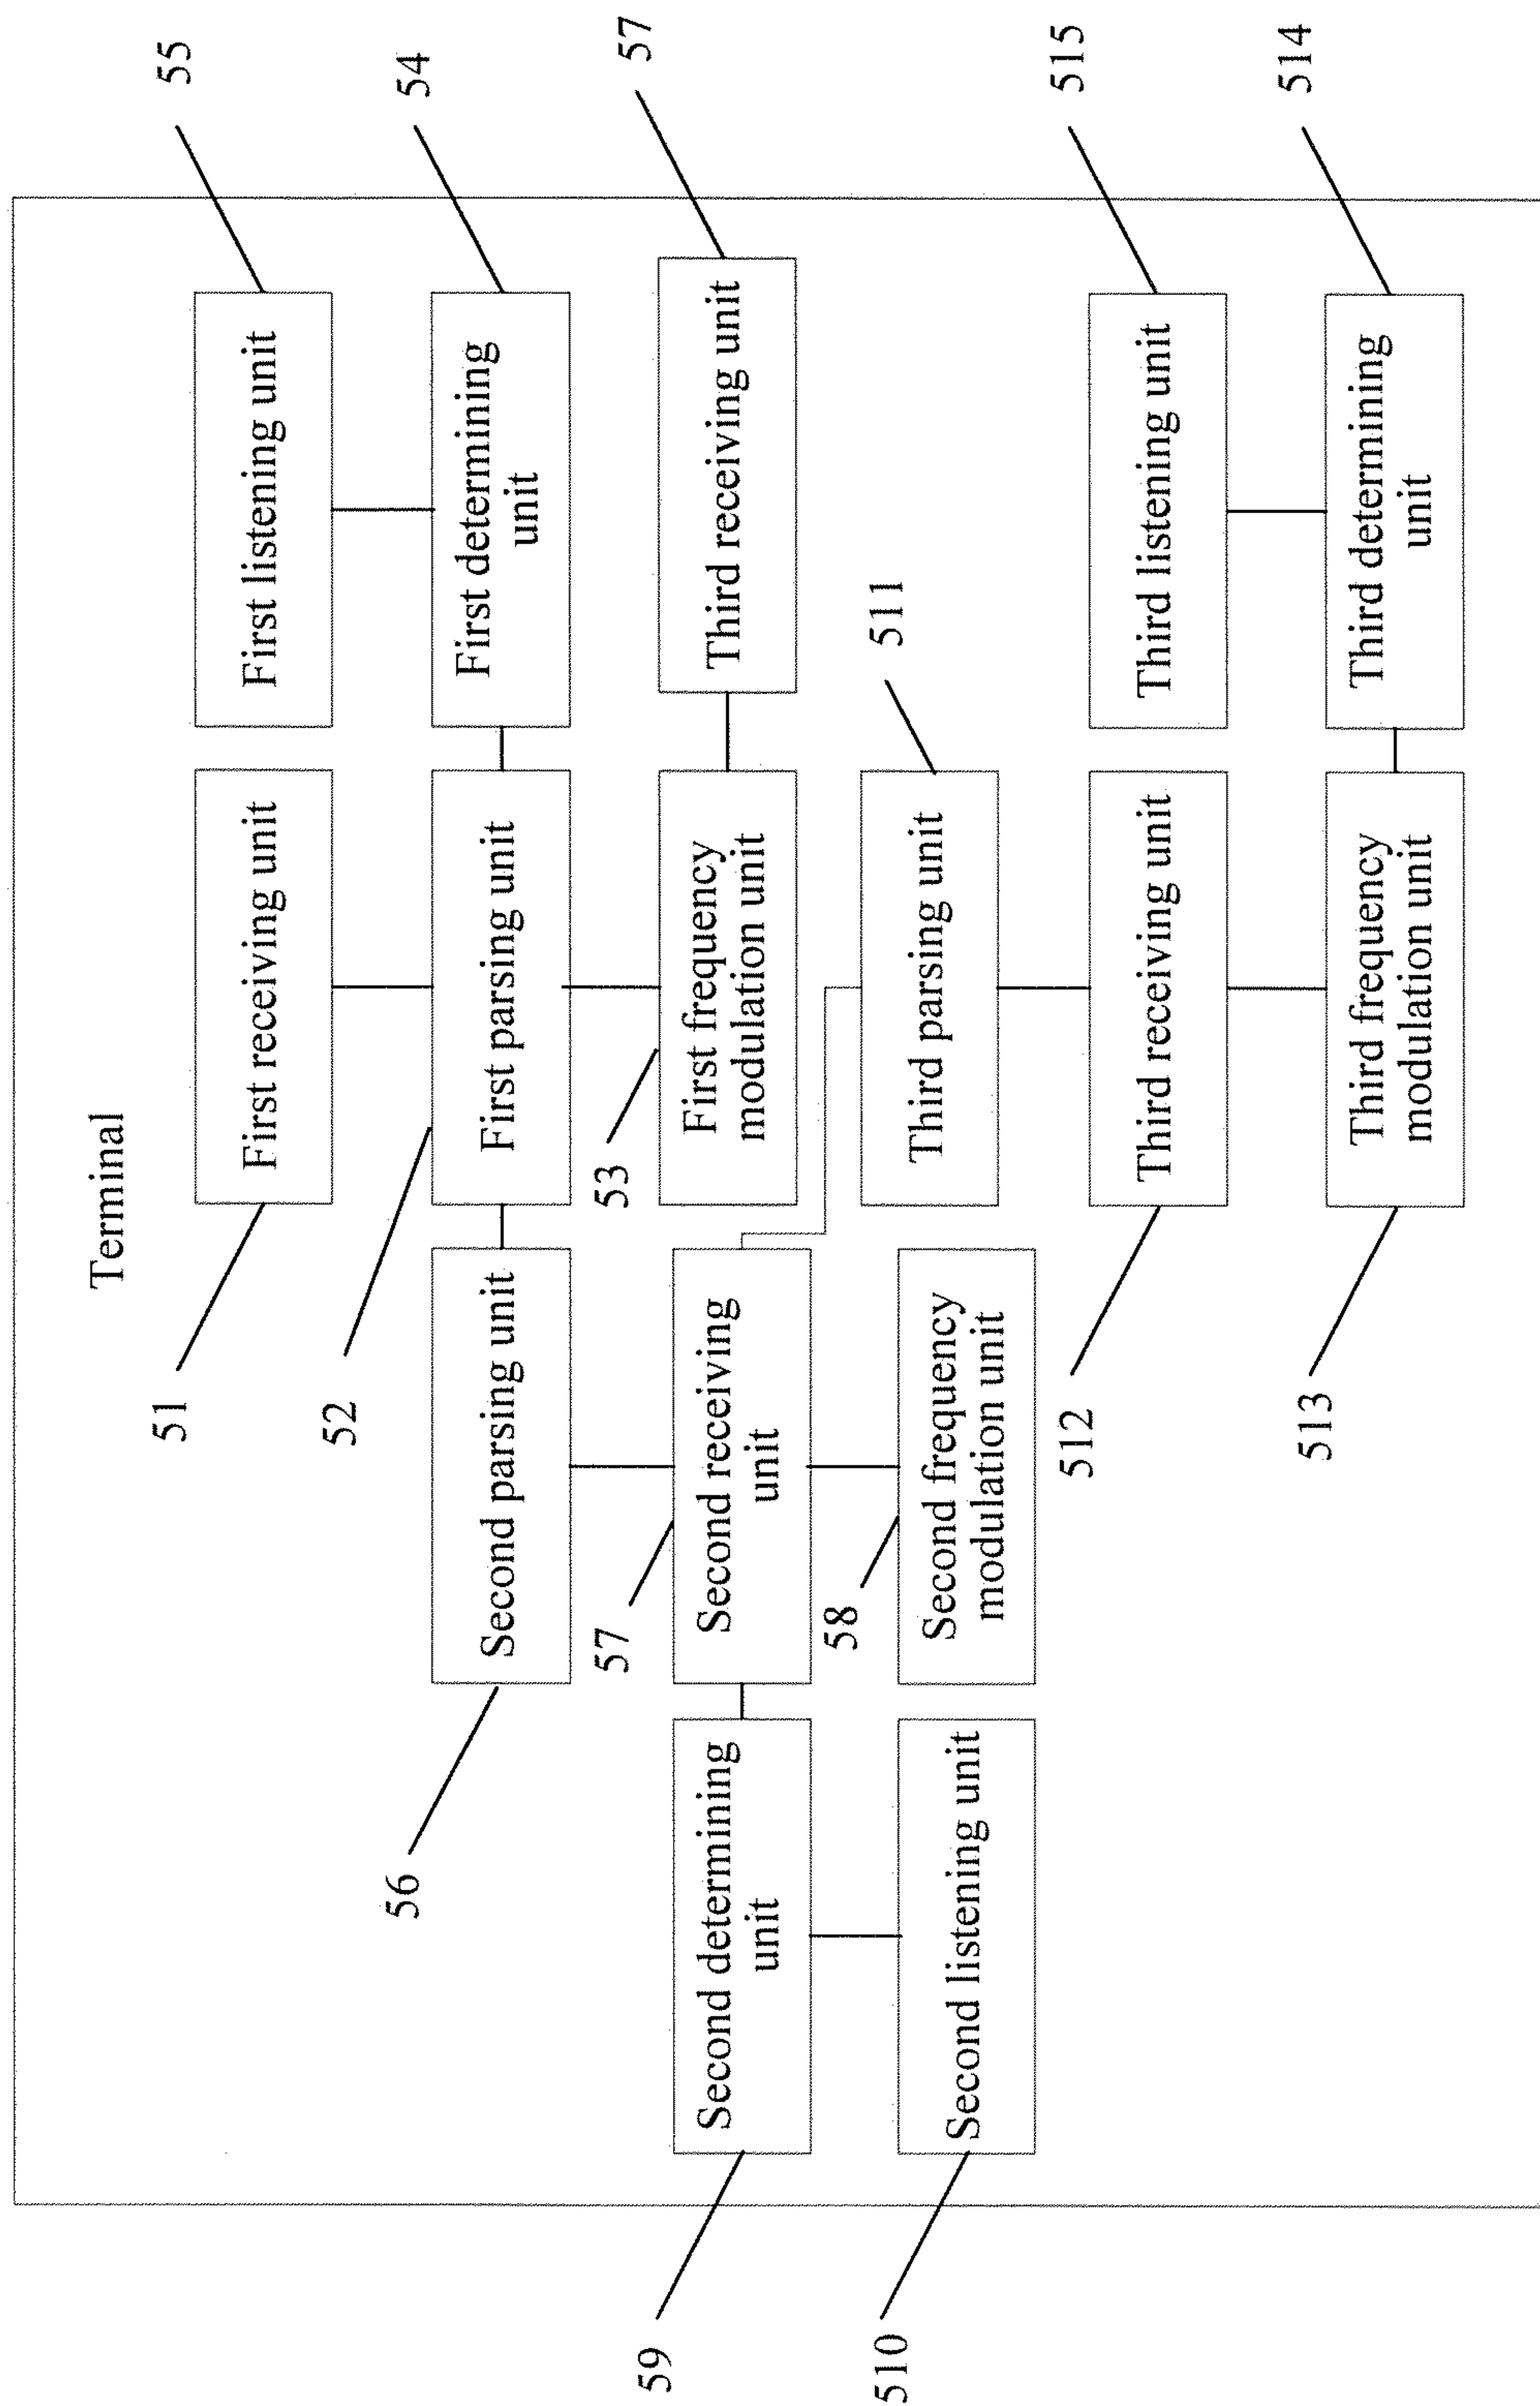 Terminal
51
First receiving unit
First listening unit
55
52
56
Second parsing unit
First parsing unit
First determining
unit
54
57
53
59
Second determining
unit
Second receiving
unit
First frequency
modulation unit
Third receiving unit
57
58
510
Second listening unit
Second frequency
modulation unit
Third parsing unit
511
512
Third receiving unit
Third listening unit
515
513
Third frequency
modulation unit
Third determining
unit
514